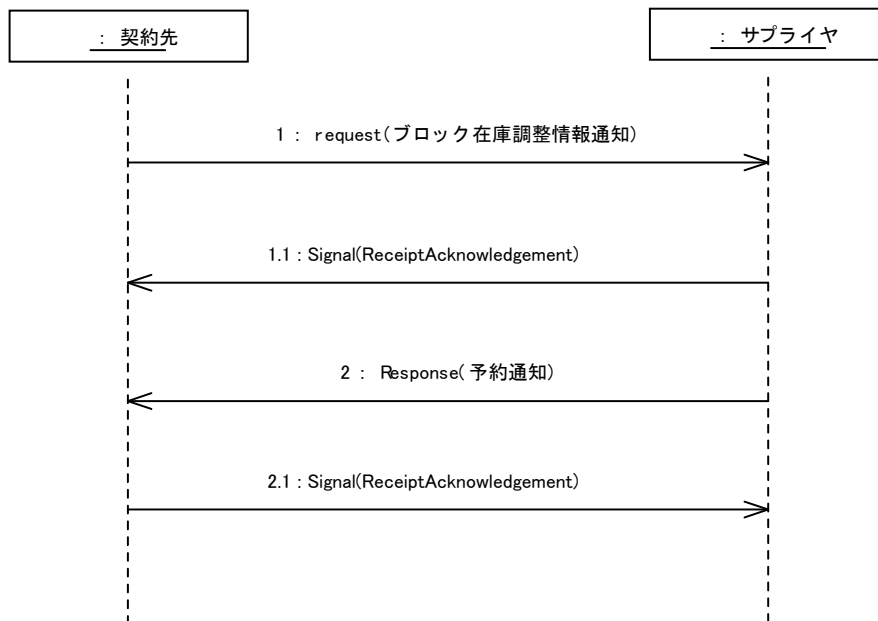 : 契約先
: サプライヤ
1 : request(ブロック在庫調整情報通知)
1.1 : Signal(ReceiptAcknowledgement)
2 : Response(予約通知)
2.1 : Signal(ReceiptAcknowledgement)